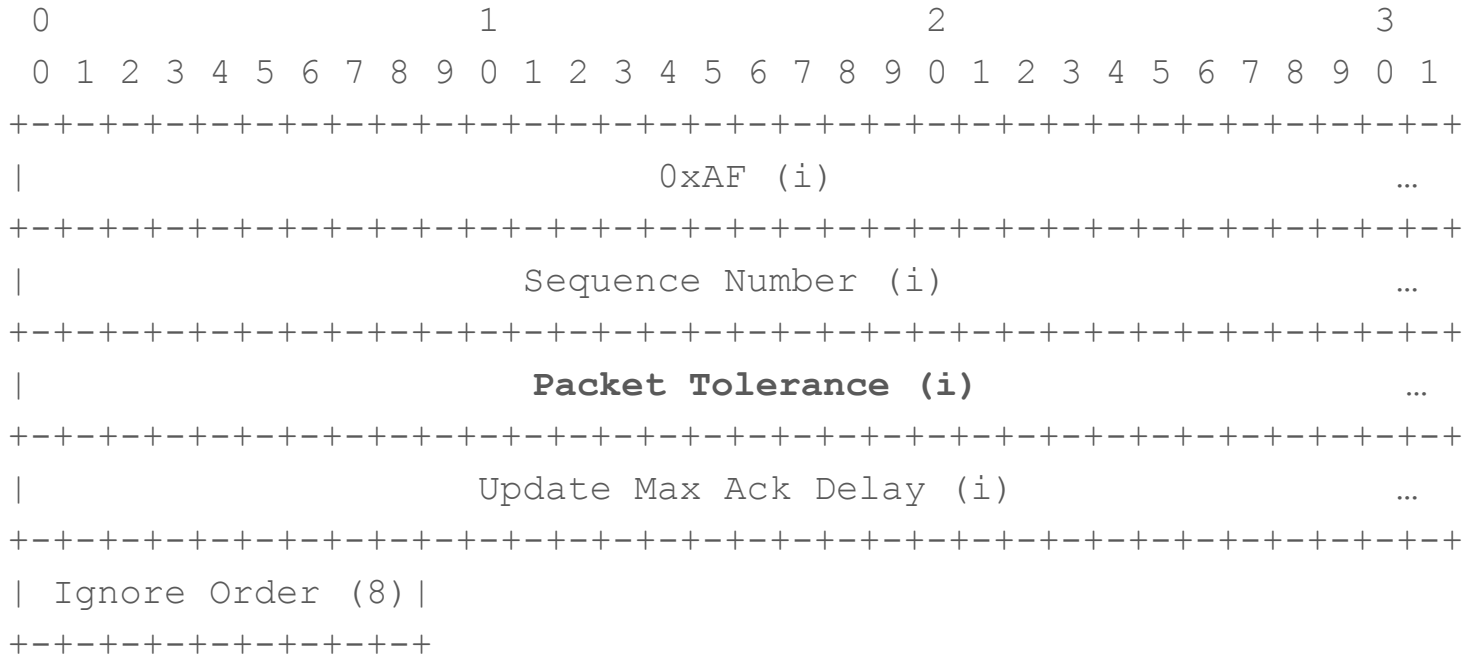 0                   1                   2                   3
 0 1 2 3 4 5 6 7 8 9 0 1 2 3 4 5 6 7 8 9 0 1 2 3 4 5 6 7 8 9 0 1
+-+-+-+-+-+-+-+-+-+-+-+-+-+-+-+-+-+-+-+-+-+-+-+-+-+-+-+-+-+-+-+-+
|                            0xAF (i)                         …
+-+-+-+-+-+-+-+-+-+-+-+-+-+-+-+-+-+-+-+-+-+-+-+-+-+-+-+-+-+-+-+-+
|                      Sequence Number (i)                    …
+-+-+-+-+-+-+-+-+-+-+-+-+-+-+-+-+-+-+-+-+-+-+-+-+-+-+-+-+-+-+-+-+
|                      Packet Tolerance (i)                   …
+-+-+-+-+-+-+-+-+-+-+-+-+-+-+-+-+-+-+-+-+-+-+-+-+-+-+-+-+-+-+-+-+
|                    Update Max Ack Delay (i)                 …
+-+-+-+-+-+-+-+-+-+-+-+-+-+-+-+-+-+-+-+-+-+-+-+-+-+-+-+-+-+-+-+-+
| Ignore Order (8)|
+-+-+-+-+-+-+-+-+-+